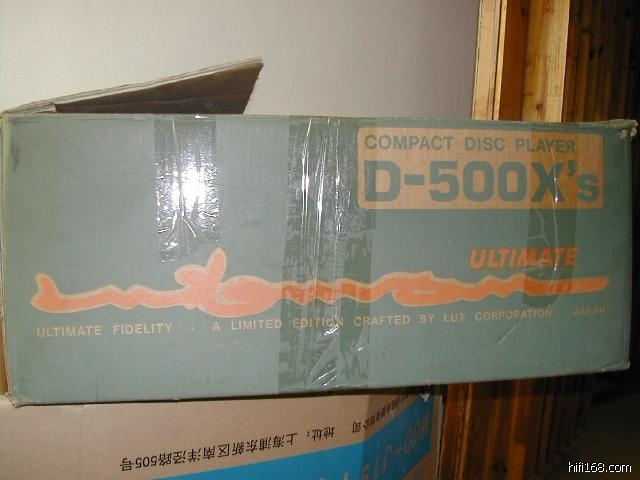 COMPACT DISC PLAYER
D-500X's
ULTIMATE
ULTIMATE FIDELITY : A LIMITED EDITION CRAFTED BY LUX CORPORATION . JAPAN
地址：上海浦东新区南洋泾路505号
hifi168.com